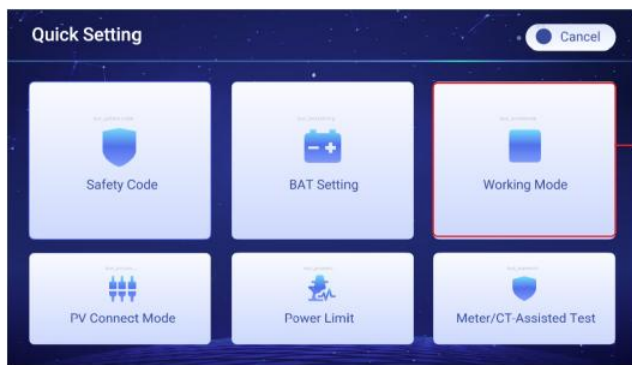 Quick Setting
Cancel
Safety Code
BAT Setting
Working Mode
PV Connect Mode
Power Limit
Meter/CT-Assisted Test